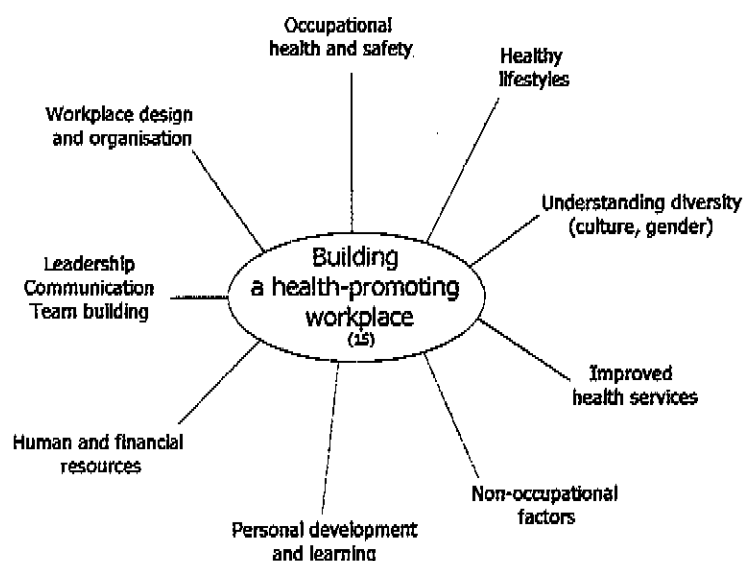 Occupational
health and safety
Healthy
lifestyles
Workplace design
and organisation
Understanding diversity
(culture, gender)
Building
a health-promoting
workplace
(15)
Leadership
Communication
Team building
Improved
health services
Human and financial
resources
Non-occupational
factors
Personal development
and learning